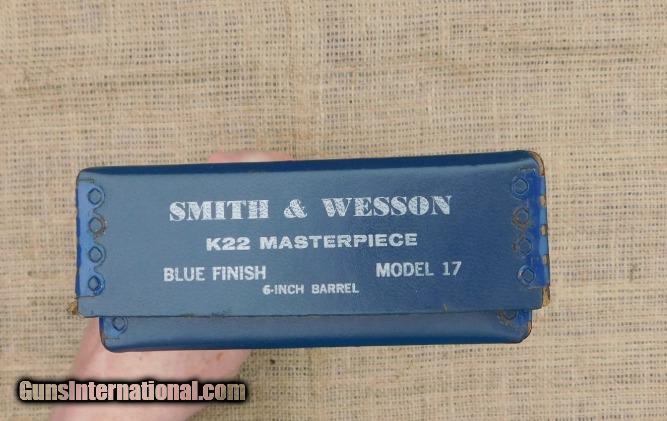 SMITH & WESSON
K22 MASTERPIECE
BLUE FINISH MODEL 17
6-INCH BARREL
GunsInternational.com